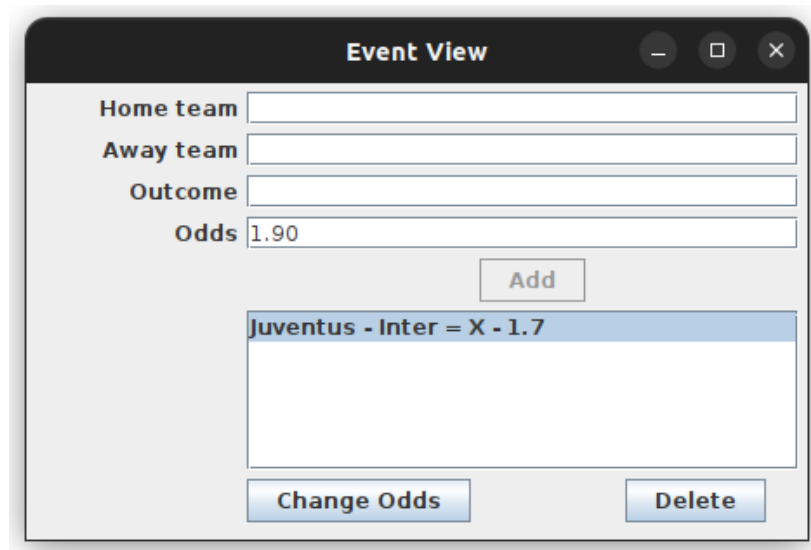 Event View
Home team
Away team
Outcome
Odds 1.90
Add
Juventus - Inter = X - 1.7
Change Odds Delete